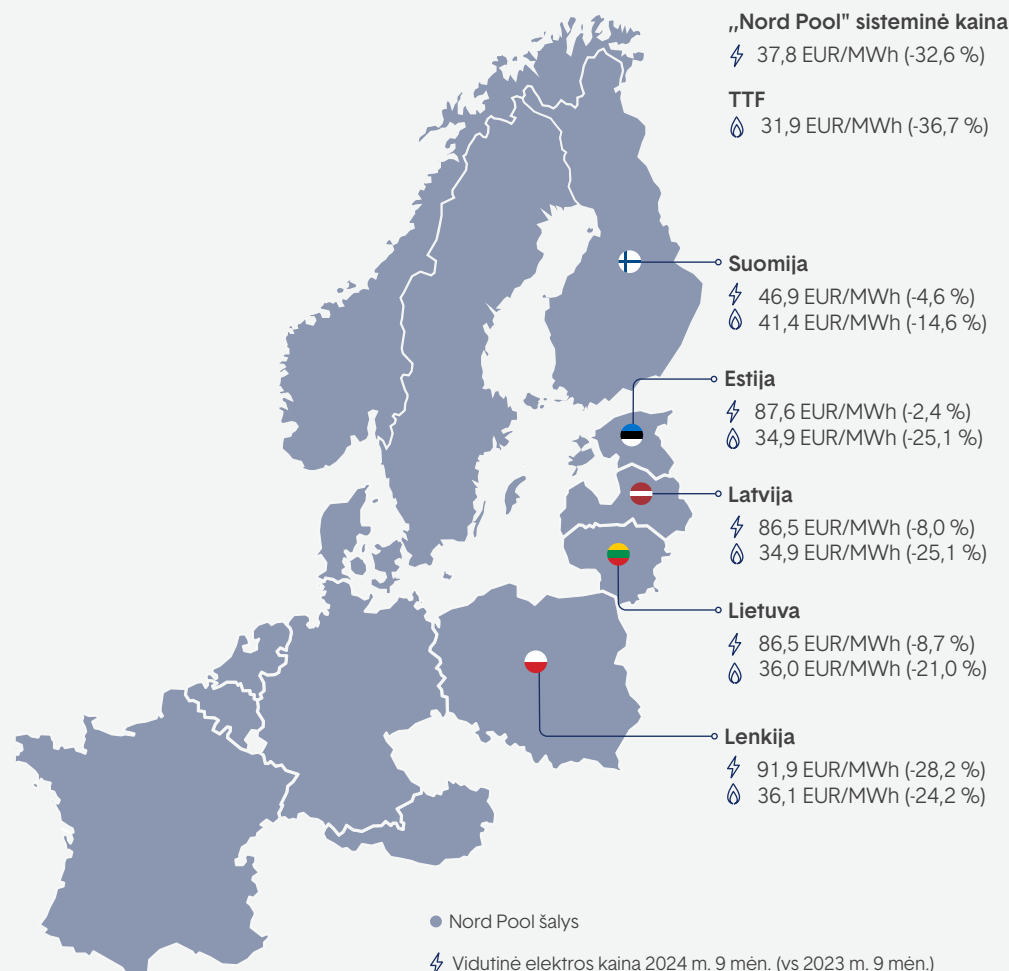 „Nord Pool" sisteminė kaina
37,8 EUR/MWh (-32,6 %)
TTF
31,9 EUR/MWh (-36,7 %)
Suomija
46,9 EUR/MWh (-4,6 %)
41,4 EUR/MWh (-14,6 %)
Estija
87,6 EUR/MWh (-2,4 %)
34,9 EUR/MWh (-25,1 %)
Latvija
86,5 EUR/MWh (-8,0 %)
34,9 EUR/MWh (-25,1 %)
Lietuva
86,5 EUR/MWh (-8,7 %)
36,0 EUR/MWh (-21,0 %)
Lenkija
91,9 EUR/MWh (-28,2 %)
36,1 EUR/MWh (-24,2 %)
Nord Pool šalys
Vidutinė elektros kaina 2024 m. 9 mėn. (vs 2023 m. 9 mėn.)